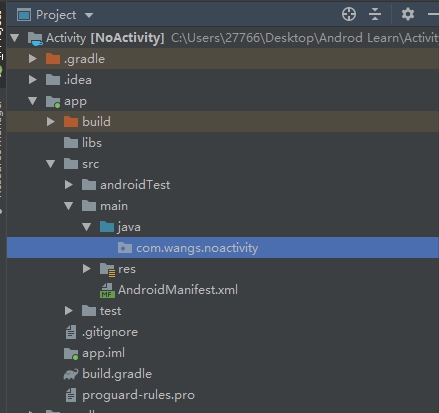 Project
Activity [NoActivity] C:\Users\27766\Desktop\Androd Learn\Activit
.gradle
.idea
app
build
libs
src
androidTest
main
java
com.wangs.noactivity
res
AndroidManifest.xml
test
.gitignore
app.iml
build.gradle
proguard-rules.pro